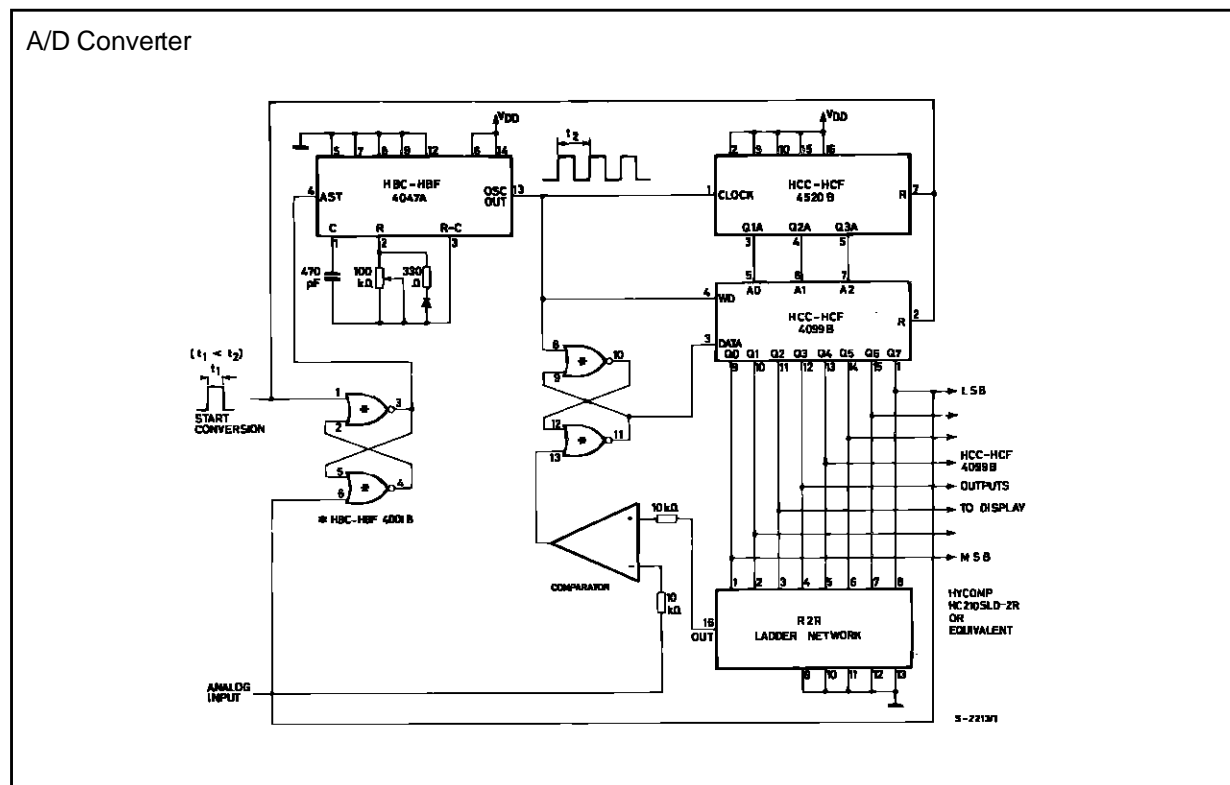 A/D Converter
VDD
5 7 8 9 12 6 14
4 AST
HBC-HBF
4047A
OSC
OUT
13
C R R-C
1 2 3
470
pF
100
kΩ
330
Ω
t2
VDD
2 9 10 15 16
1 CLOCK
HCC-HCF
4520B
R 7
Q1A Q2A Q3A
3 4 5
5 6 7
A0 A1 A2
4 WD
HCC-HCF
4099B
R 2
3 DATA
Q0 Q1 Q2 Q3 Q4 Q5 Q6 Q7
9 10 11 12 13 14 15 1
(t1 < t2)
t1
START
CONVERSION
1
2
*
3
5
6
*
4
* HBC-HBF 4001B
8
9
*
10
12
13
*
11
LSB
HCC-HCF
4099B
OUTPUTS
TO DISPLAY
MSB
10kΩ
+
-
COMPARATOR
10
kΩ
1 2 3 4 5 6 7 8
16
OUT
R2R
LADDER NETWORK
10 11 12 13
HYCOMP
HC210SLD-2R
OR
EQUIVALENT
ANALOG
INPUT
S-2213/1